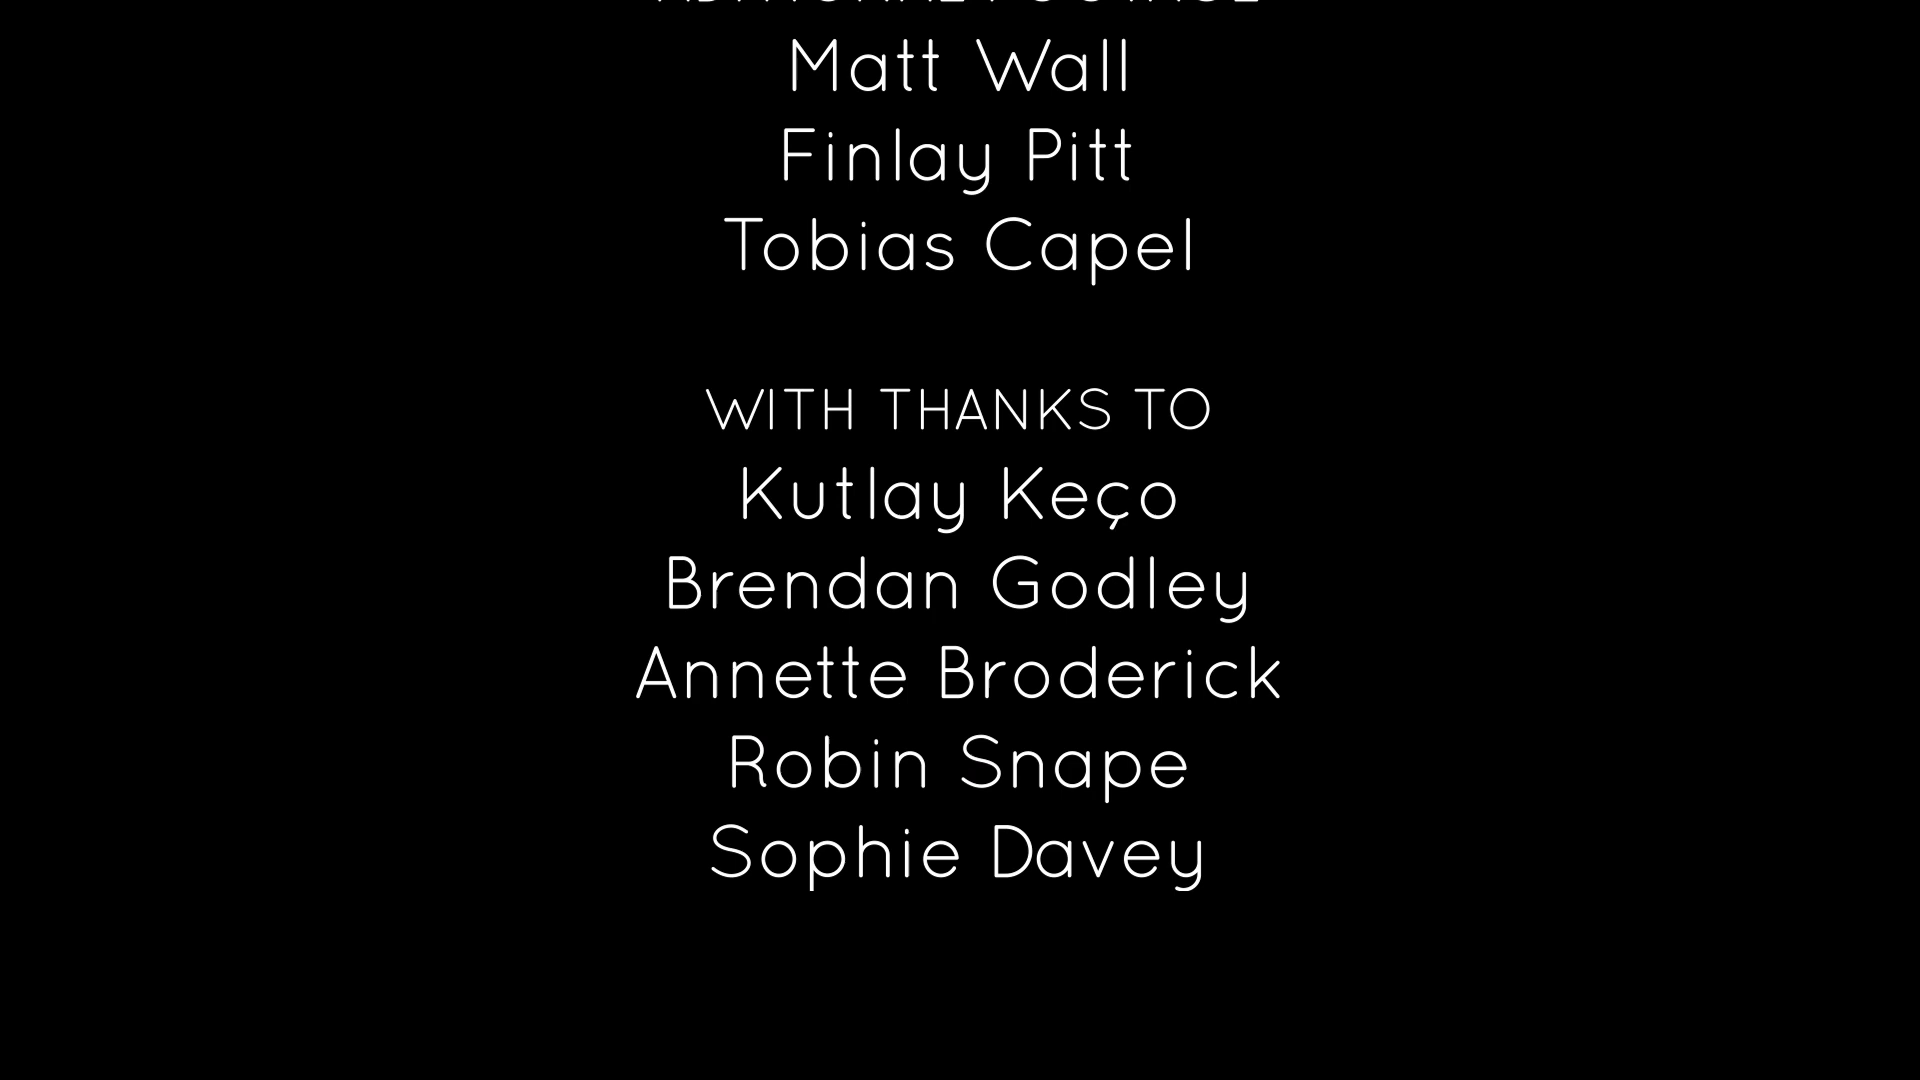 Matt Wall
Finlay Pitt
Tobias Capel
WITH THANKS TO
Kutlay Keço
Brendan Godley
Annette Broderick
Robin Snape
Sophie Davey